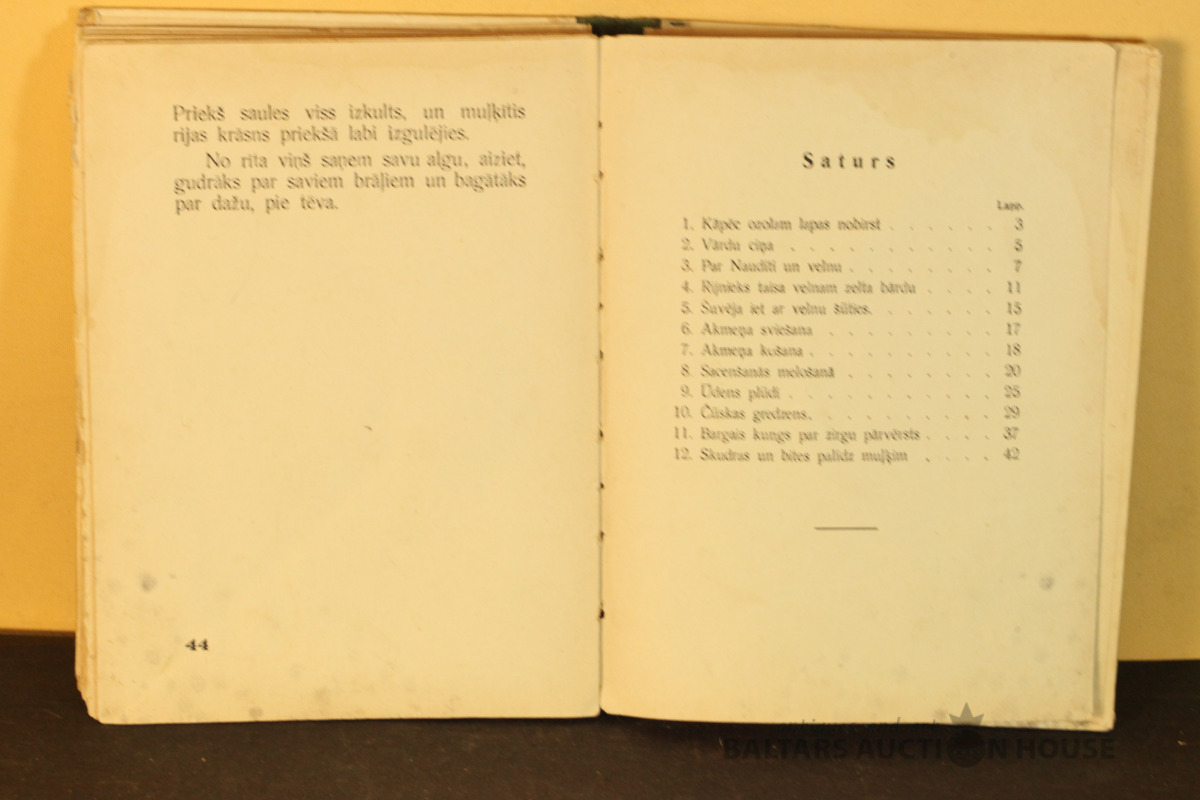 Priekš saules viss izkults, un muļķītis
rijas krāsns priekšā labi izgulējies.
No rīta viņš saņem savu algu, aiziet,
gudrāks par saviem brāļiem un bagātāks
par dažu, pie tēva.
44
Saturs
Lapp.
1. Kāpēc ozolam lapas nobirst . . . . . . 3
2. Vārdu cīņa . . . . . . . . . . 5
3. Par Naudīti un velnu . . . . . . . . 7
4. Rijnieks taisa velnam zelta bārdu . . . . 11
5. Šuvēja iet ar velnu šūties. . . . . . . 15
6. Akmeņa sviešana . . . . . . . . 17
7. Akmeņa košana . . . . . . . . . 18
8. Sacenšanās melošanā . . . . . . . . 20
9. Ūdens plūdi . . . . . . . . . . 25
10. Čūskas gredzens. . . . . . . . . . 29
11. Bargais kungs par zirgu pārvērsts . . . . 37
12. Skudras un bites palīdz muļķim . . . . 42
BALTARS AUCTION HOUSE